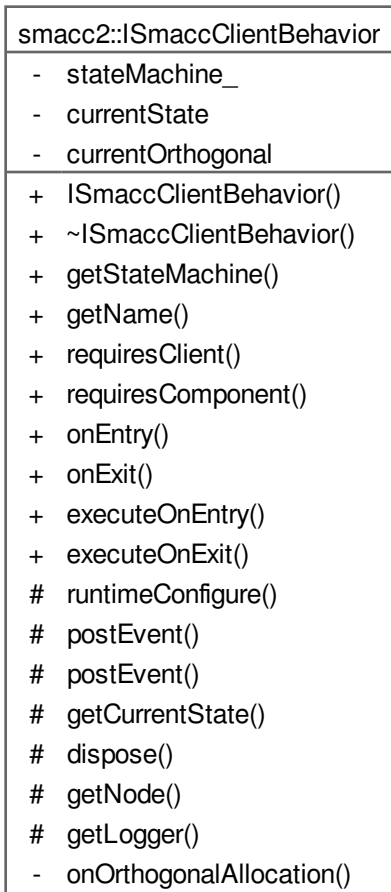 smacc2::ISmaccClientBehavior
- stateMachine_
- currentState
- currentOrthogonal
+ ISmaccClientBehavior()
+ ~ISmaccClientBehavior()
+ getStateMachine()
+ getName()
+ requiresClient()
+ requiresComponent()
+ onEntry()
+ onExit()
+ executeOnEntry()
+ executeOnExit()
# runtimeConfigure()
# postEvent()
# postEvent()
# getCurrentState()
# dispose()
# getNode()
# getLogger()
- onOrthogonalAllocation()